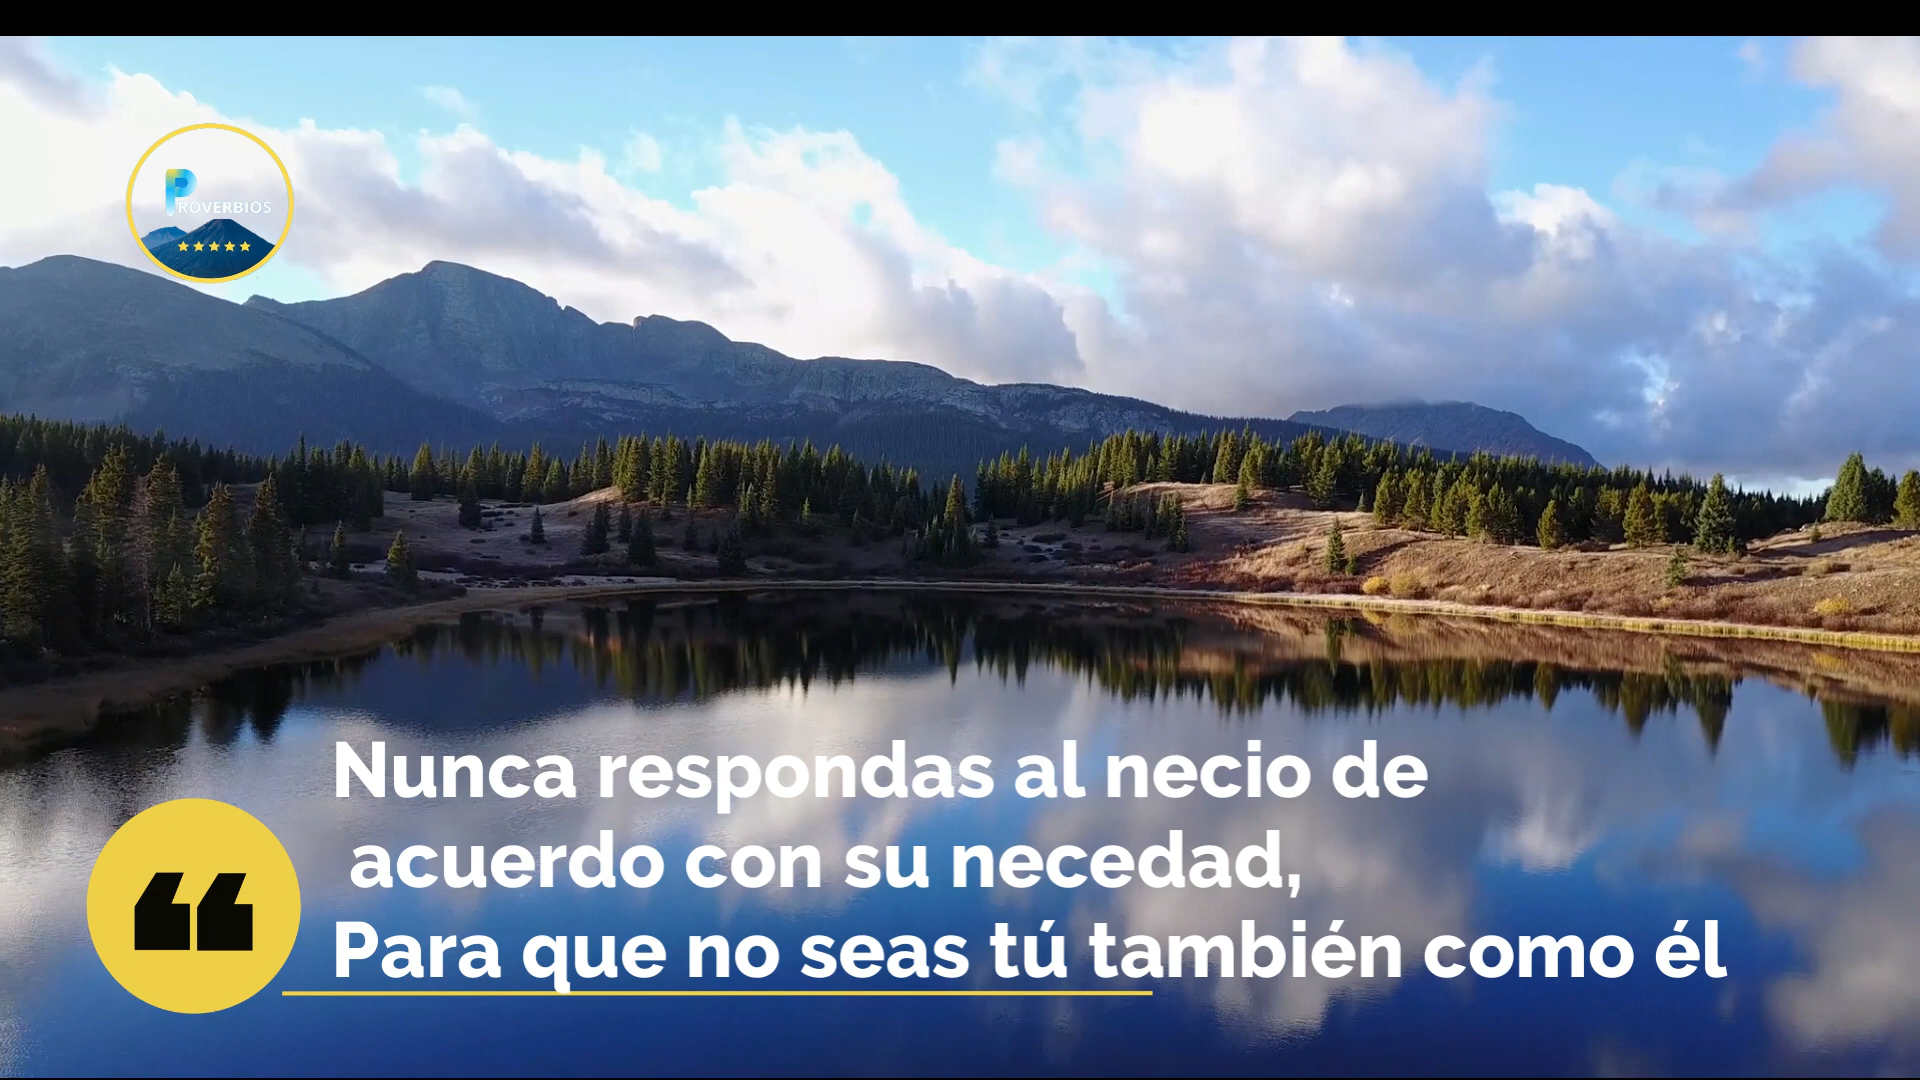 PROVERBIOS
Nunca respondas al necio de
acuerdo con su necedad,
Para que no seas tú también como él